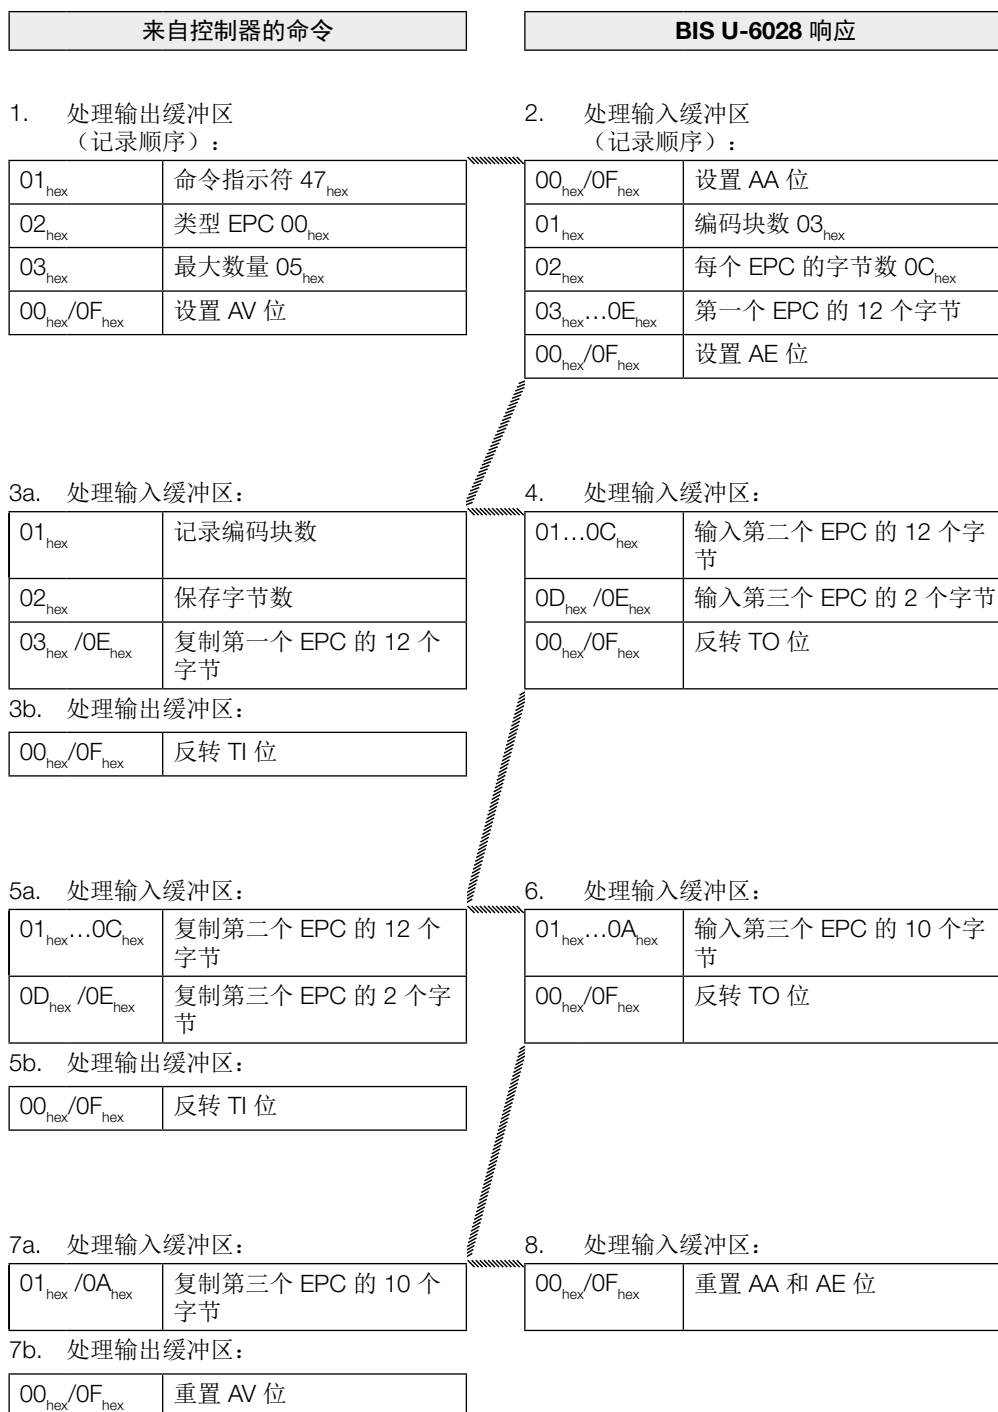 来自控制器的命令
BIS U-6028 响应
1. 处理输出缓冲区
（记录顺序）：
01hex 命令指示符 47hex
02hex 类型 EPC 00hex
03hex 最大数量 05hex
00hex/0Fhex 设置 AV 位
2. 处理输入缓冲区
（记录顺序）：
00hex/0Fhex 设置 AA 位
01hex 编码块数 03hex
02hex 每个 EPC 的字节数 0Chex
03hex…0Ehex 第一个 EPC 的 12 个字节
00hex/0Fhex 设置 AE 位
3a. 处理输入缓冲区：
01hex 记录编码块数
02hex 保存字节数
03hex /0Ehex 复制第一个 EPC 的 12 个
字节
3b. 处理输出缓冲区：
00hex/0Fhex 反转 TI 位
4. 处理输入缓冲区：
01…0Chex 输入第二个 EPC 的 12 个字
节
0Dhex /0Ehex 输入第三个 EPC 的 2 个字节
00hex/0Fhex 反转 TO 位
5a. 处理输入缓冲区：
01hex…0Chex 复制第二个 EPC 的 12 个
字节
0Dhex /0Ehex 复制第三个 EPC 的 2 个字
节
5b. 处理输出缓冲区：
00hex/0Fhex 反转 TI 位
6. 处理输入缓冲区：
01hex…0Ahex 输入第三个 EPC 的 10 个字
节
00hex/0Fhex 反转 TO 位
7a. 处理输入缓冲区：
01hex /0Ahex 复制第三个 EPC 的 10 个
字节
7b. 处理输出缓冲区：
00hex/0Fhex 重置 AV 位
8. 处理输入缓冲区：
00hex/0Fhex 重置 AA 和 AE 位